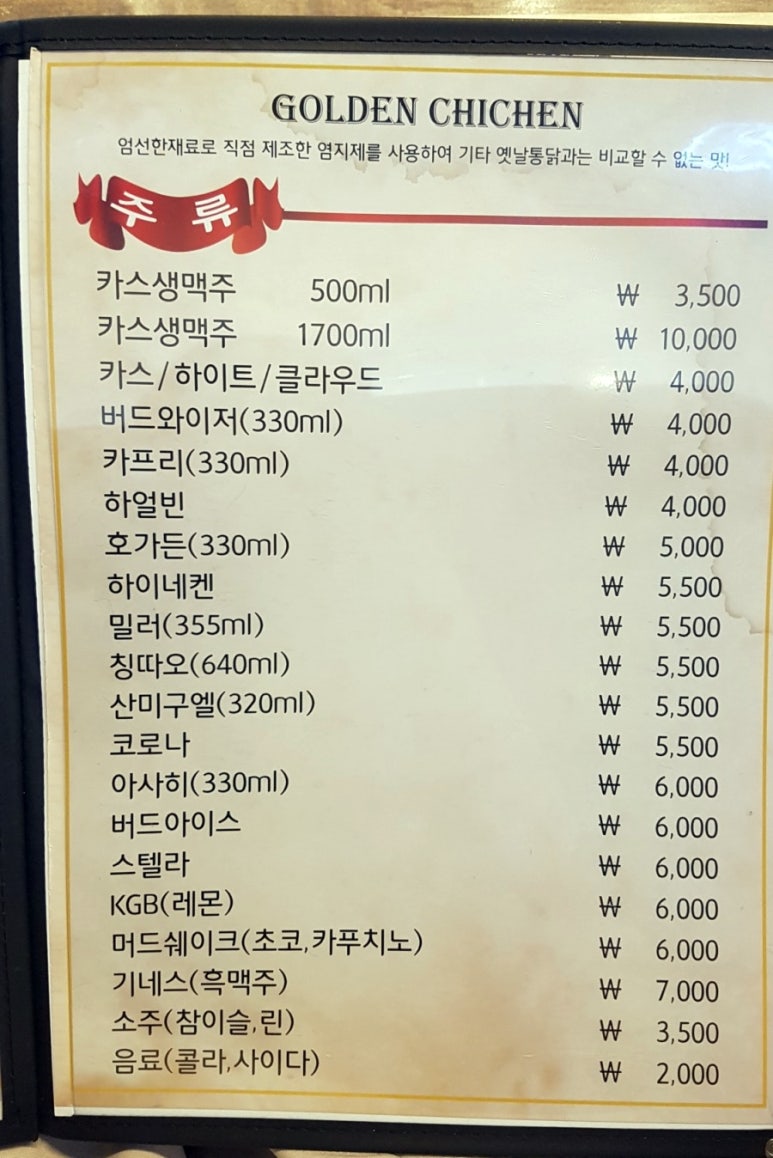 GOLDEN CHICHEN
엄선한재료로 직접 제조한 염지제를 사용하여 기타 옛날통닭과는 비교할 수 없는 맛!
주 류
카스생맥주 500ml ₩ 3,500
카스생맥주 1700ml ₩ 10,000
카스/하이트/클라우드 ₩ 4,000
버드와이저(330ml) ₩ 4,000
카프리(330ml) ₩ 4,000
하얼빈 ₩ 4,000
호가든(330ml) ₩ 5,000
하이네켄 ₩ 5,500
밀러(355ml) ₩ 5,500
칭따오(640ml) ₩ 5,500
산미구엘(320ml) ₩ 5,500
코로나 ₩ 5,500
아사히(330ml) ₩ 6,000
버드아이스 ₩ 6,000
스텔라 ₩ 6,000
KGB(레몬) ₩ 6,000
머드쉐이크(초코,카푸치노) ₩ 6,000
기네스(흑맥주) ₩ 7,000
소주(참이슬,린) ₩ 3,500
음료(콜라,사이다) ₩ 2,000